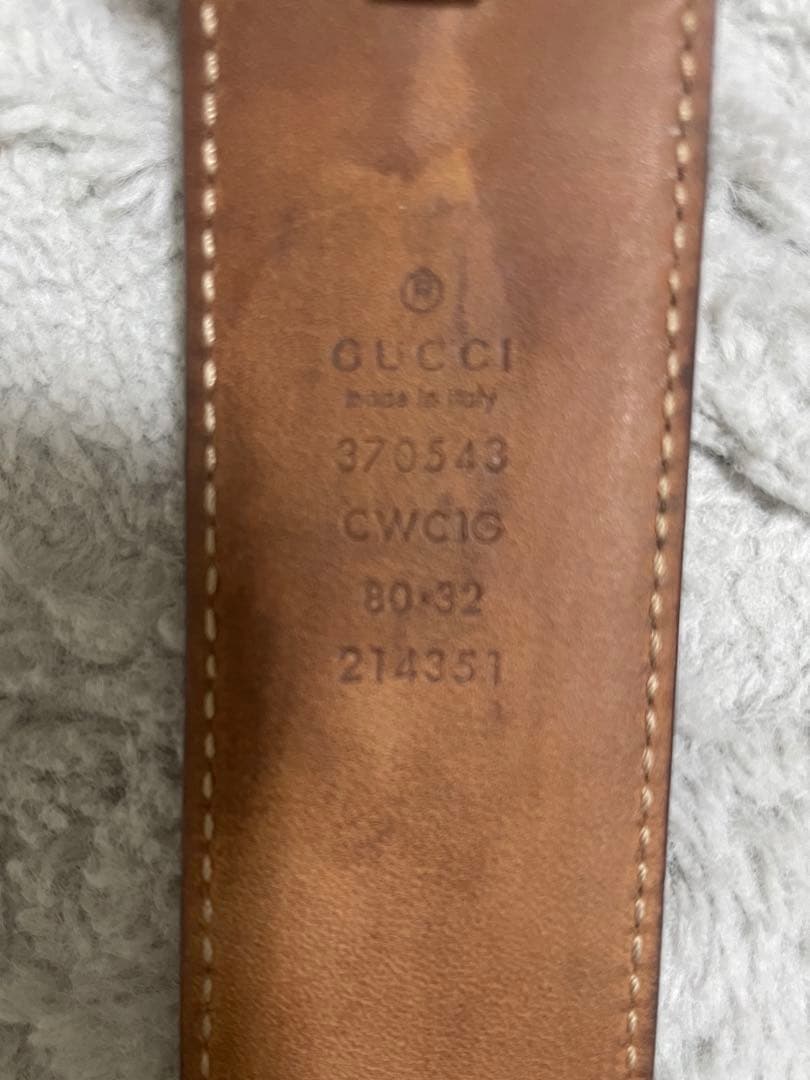 ®
GUCCI
made in italy
370543
CWC1G
80·32
214351